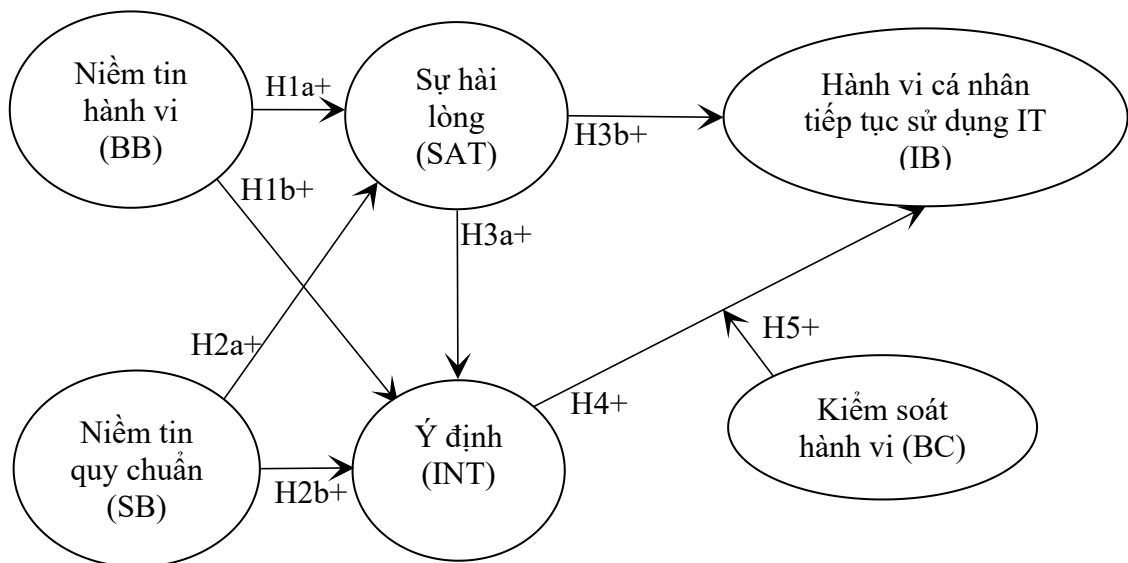 Niềm tin
hành vi
(BB)
H1a+
Sự hài
lòng
(SAT)
H3b+
Hành vi cá nhân
tiếp tục sử dụng IT
(IB)
H1b+
H3a+
H2a+
H5+
Niềm tin
quy chuẩn
(SB)
H2b+
Ý định
(INT)
H4+
Kiểm soát
hành vi (BC)